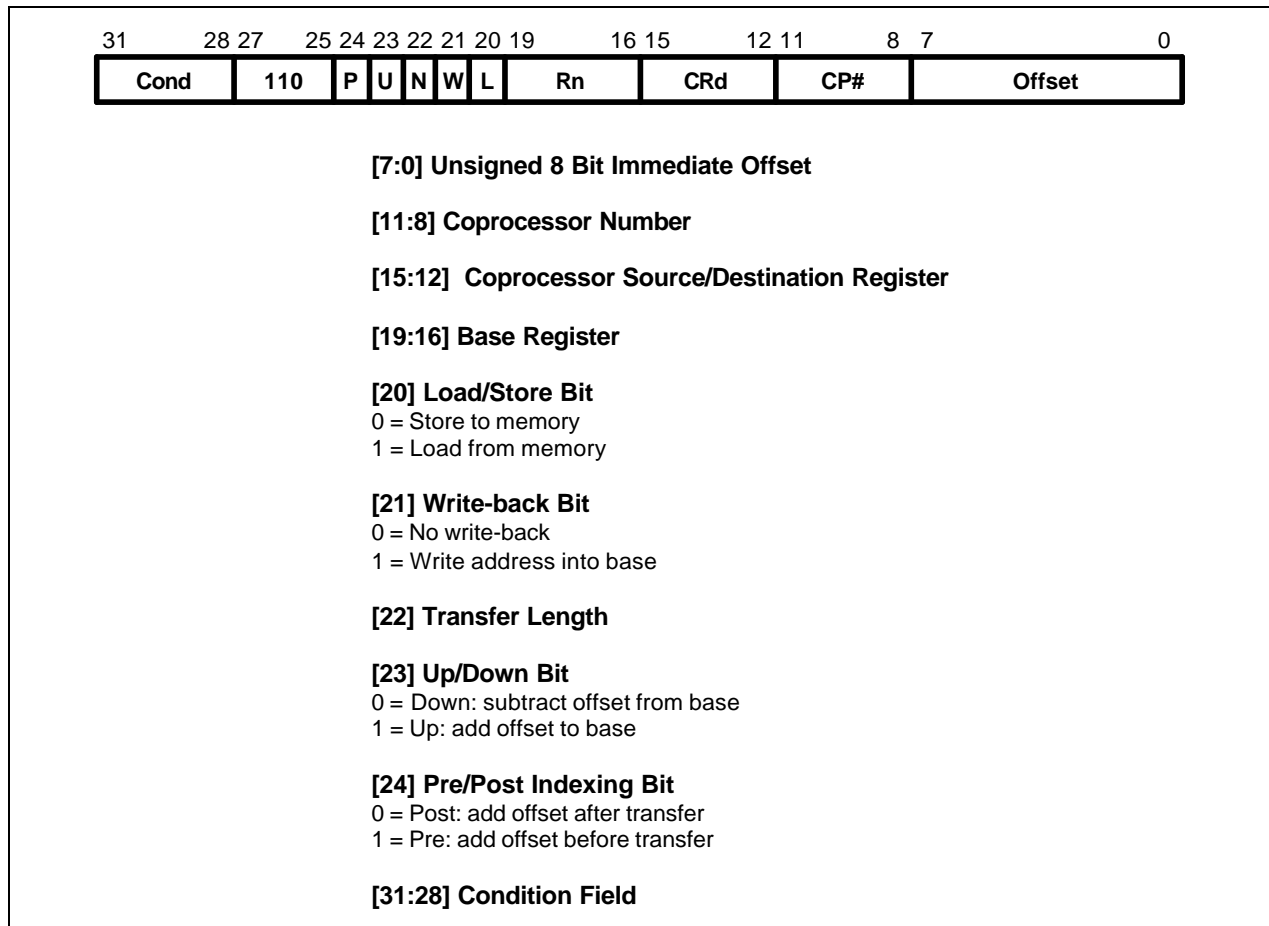 31 28 27 25 24 23 22 21 20 19 16 15 12 11 8 7 0
Cond 110 P U N W L Rn CRd CP# Offset
[7:0] Unsigned 8 Bit Immediate Offset
[11:8] Coprocessor Number
[15:12] Coprocessor Source/Destination Register
[19:16] Base Register
[20] Load/Store Bit
0 = Store to memory
1 = Load from memory
[21] Write-back Bit
0 = No write-back
1 = Write address into base
[22] Transfer Length
[23] Up/Down Bit
0 = Down: subtract offset from base
1 = Up: add offset to base
[24] Pre/Post Indexing Bit
0 = Post: add offset after transfer
1 = Pre: add offset before transfer
[31:28] Condition Field